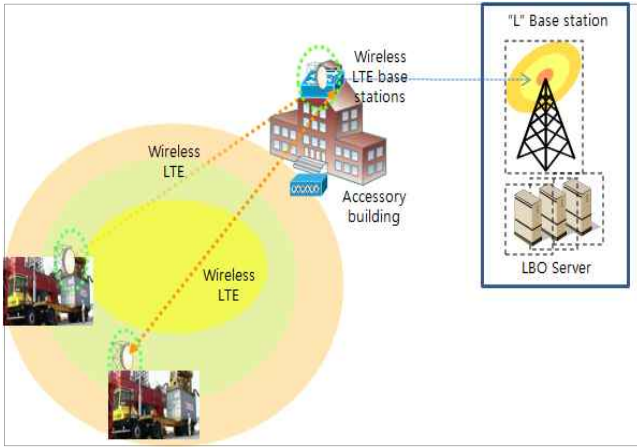 "L" Base station
Wireless
LTE base
stations
Wireless
LTE
Accessory
building
Wireless
LTE
LBO Server